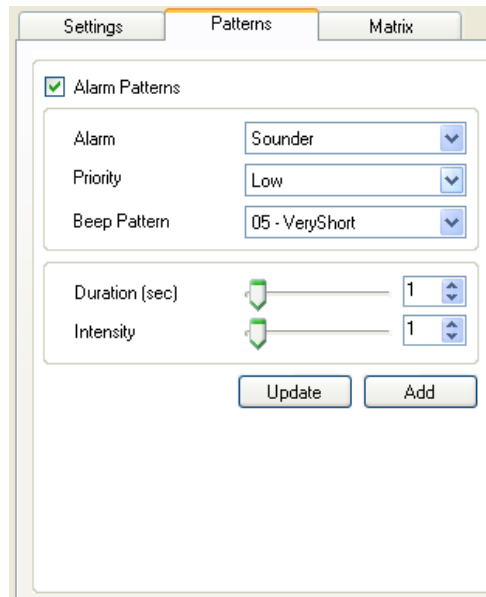 Settings Patterns Matrix
Alarm Patterns
Alarm Sounder
Priority Low
Beep Pattern 05 - VeryShort
Duration (sec) 1
Intensity 1
Update Add